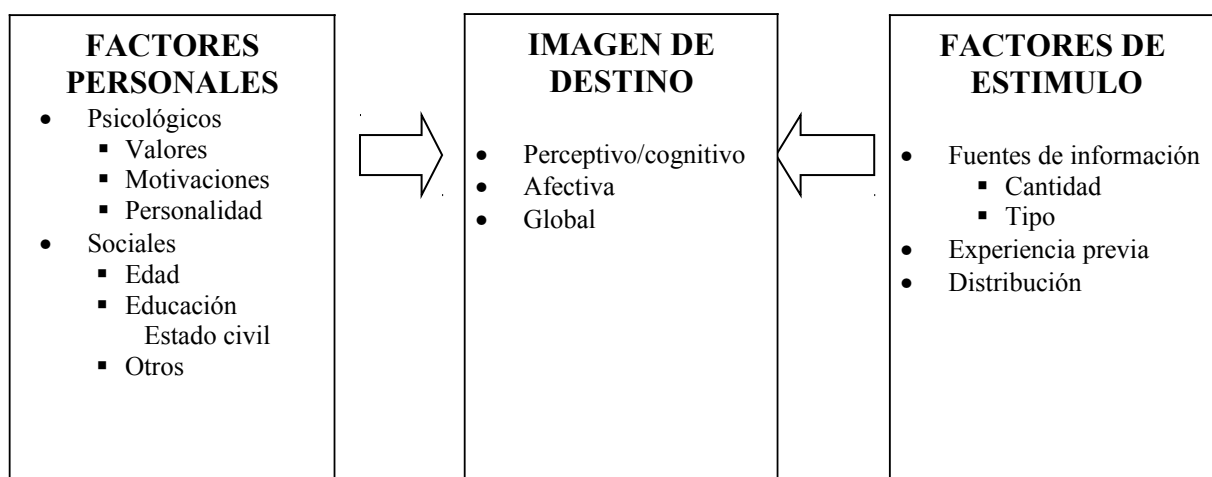 FACTORES
PERSONALES
• Psicológicos
▪ Valores
▪ Motivaciones
▪ Personalidad
• Sociales
▪ Edad
▪ Educación
Estado civil
▪ Otros
IMAGEN DE
DESTINO
• Perceptivo/cognitivo
• Afectiva
• Global
FACTORES DE
ESTIMULO
• Fuentes de información
▪ Cantidad
▪ Tipo
• Experiencia previa
• Distribución